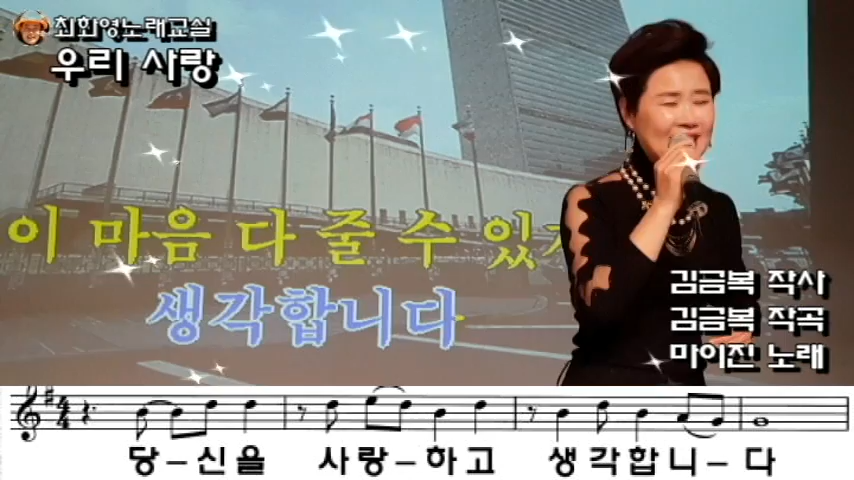 최회영노래교실
우리 사랑
이 마음 다 줄 수 있
생각합니다
김금복 작사
김금복 작곡
마이진 노래
당-신을 사랑-하고 생각합니-다